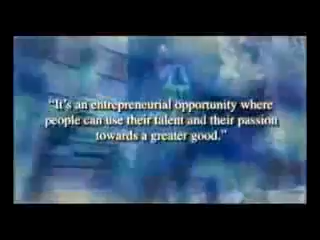 “It’s an entrepreneurial opportunity where
people can use their talent and their passion
towards a greater good.”